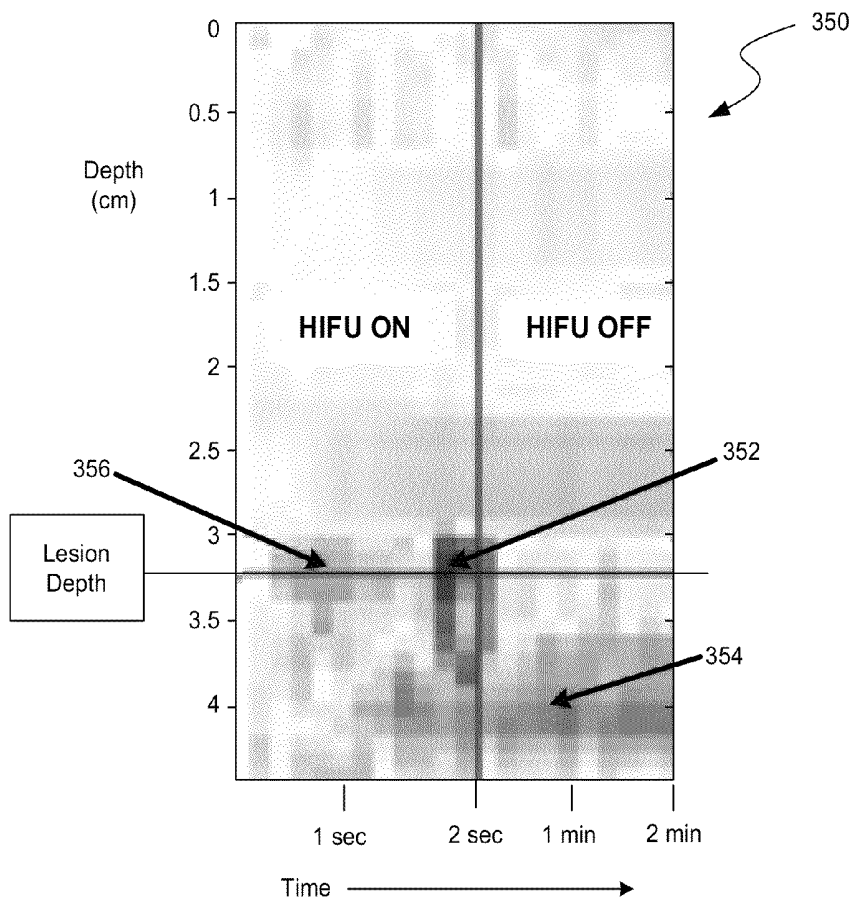 350
0
0.5
Depth
(cm)
1
1.5
HIFU ON
HIFU OFF
2
2.5
356
352
3
Lesion
Depth
3.5
354
4
1 sec
2 sec
1 min
2 min
Time